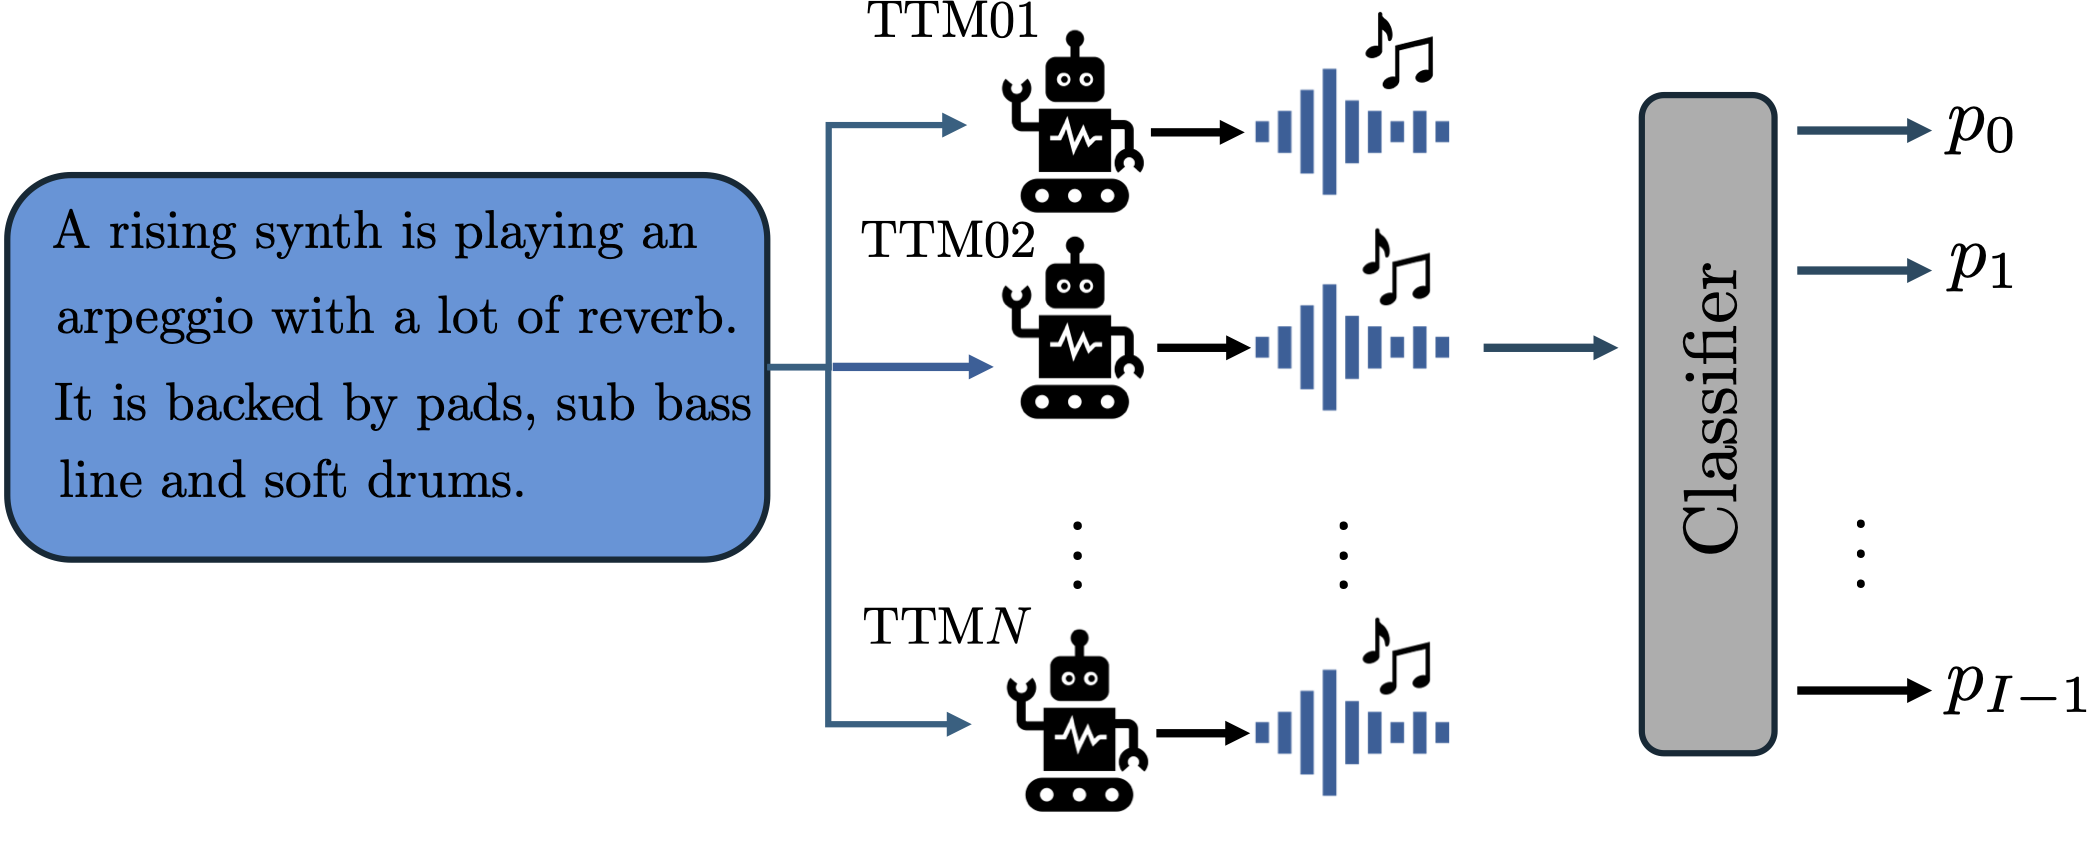 A rising synth is playing an
arpeggio with a lot of reverb.
It is backed by pads, sub bass
line and soft drums.
TTM01
TTM02
TTMN
Classifier
p_0
p_1
p_{I-1}